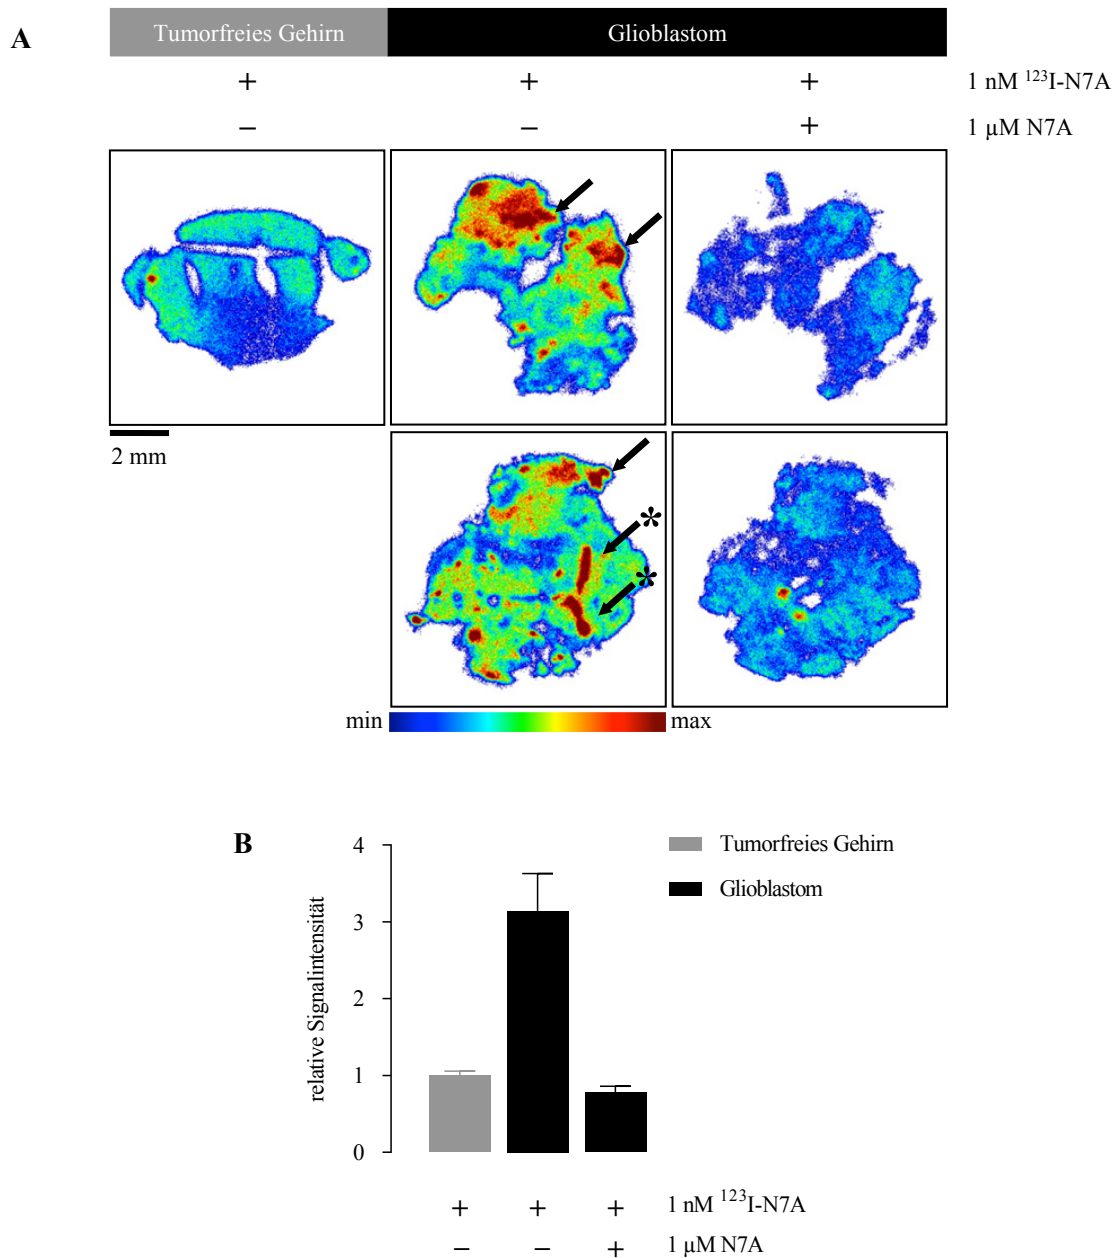 A
Tumorfreies Gehirn Glioblastom
+ + + 1 nM ¹²³I-N7A
− − + 1 µM N7A
2 mm
*
*
min max
B
4
3
2
1
0
relative Signalintensität
Tumorfreies Gehirn
Glioblastom
+ + + 1 nM ¹²³I-N7A
− − + 1 µM N7A